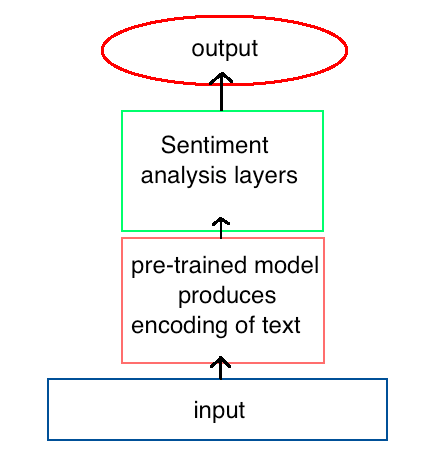 output
Sentiment
analysis layers
pre-trained model
produces
encoding of text
input